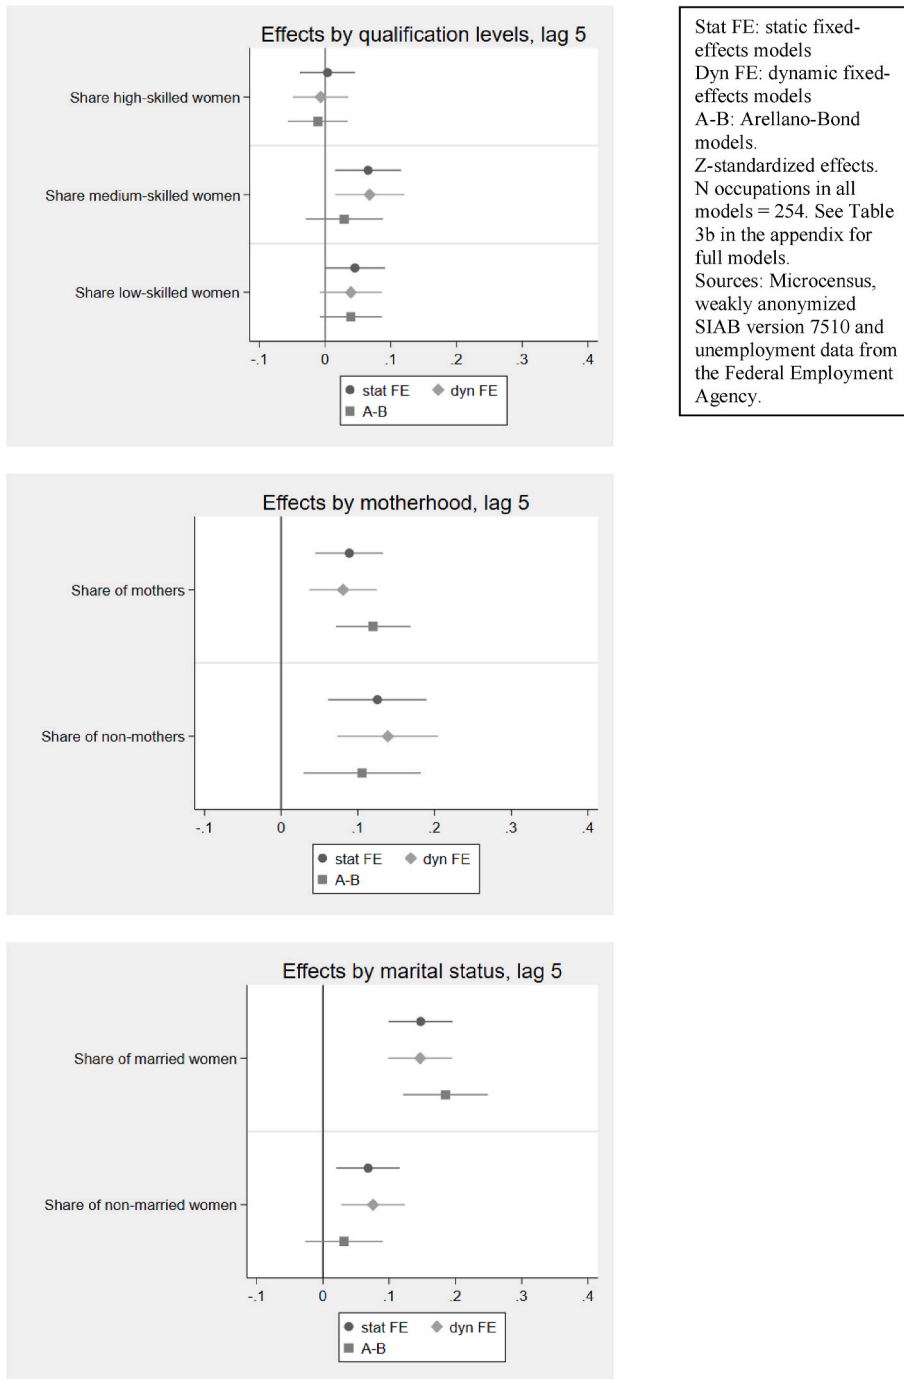 Effects by qualification levels, lag 5
Share high-skilled women
Share medium-skilled women
Share low-skilled women
-.1 0 .1 .2 .3 .4
stat FE dyn FE
A-B
Stat FE: static fixed-
effects models
Dyn FE: dynamic fixed-
effects models
A-B: Arellano-Bond
models.
Z-standardized effects.
N occupations in all
models = 254. See Table
3b in the appendix for
full models.
Sources: Microcensus,
weakly anonymized
SIAB version 7510 and
unemployment data from
the Federal Employment
Agency.
Effects by motherhood, lag 5
Share of mothers
Share of non-mothers
-.1 0 .1 .2 .3 .4
stat FE dyn FE
A-B
Effects by marital status, lag 5
Share of married women
Share of non-married women
-.1 0 .1 .2 .3 .4
stat FE dyn FE
A-B